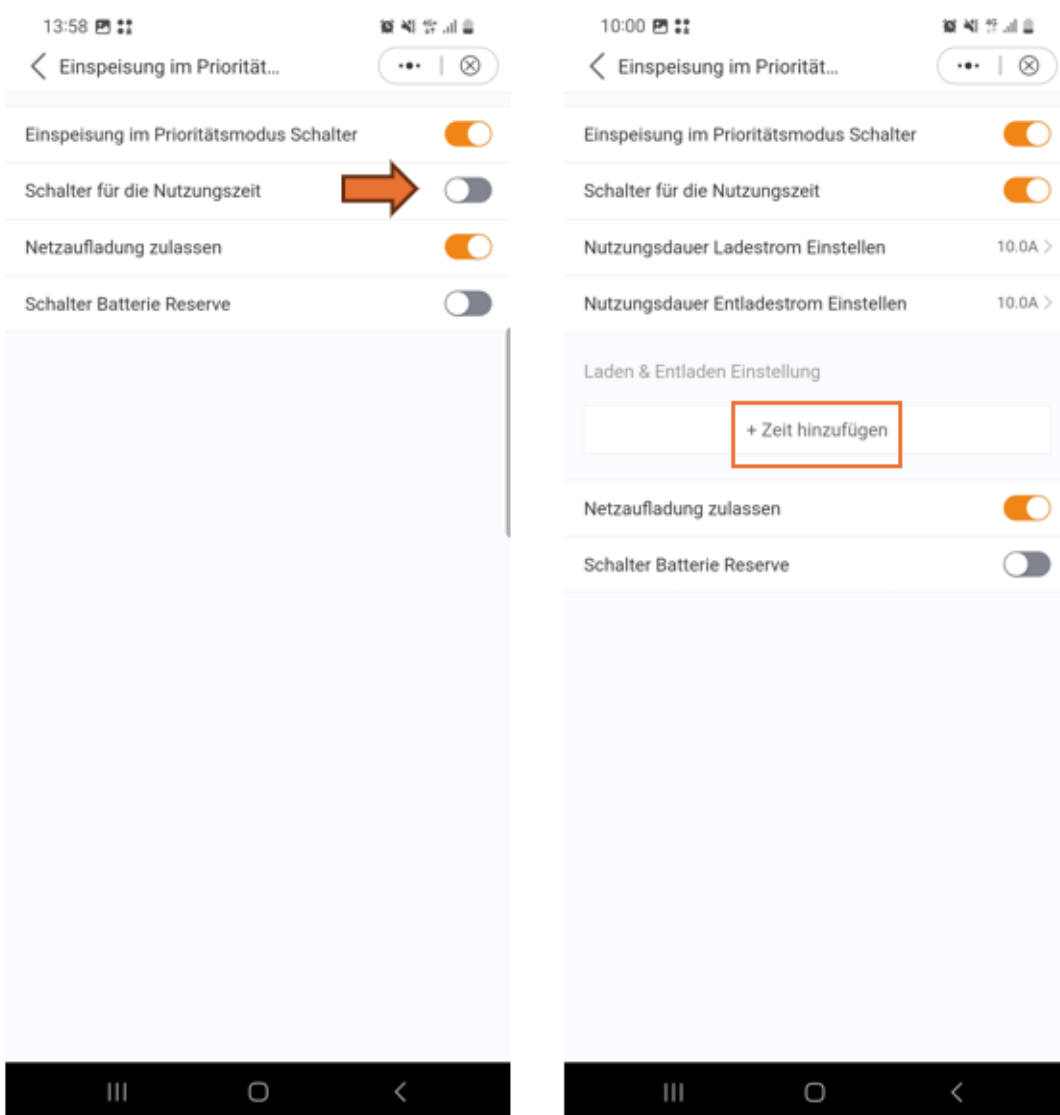 13:58
Einspeisung im Priorität...
Einspeisung im Prioritätsmodus Schalter
Schalter für die Nutzungszeit
Netzaufladung zulassen
Schalter Batterie Reserve
10:00
Einspeisung im Priorität...
Einspeisung im Prioritätsmodus Schalter
Schalter für die Nutzungszeit
Nutzungsdauer Ladestrom Einstellen 10.0A >
Nutzungsdauer Entladestrom Einstellen 10.0A >
Laden & Entladen Einstellung
+ Zeit hinzufügen
Netzaufladung zulassen
Schalter Batterie Reserve